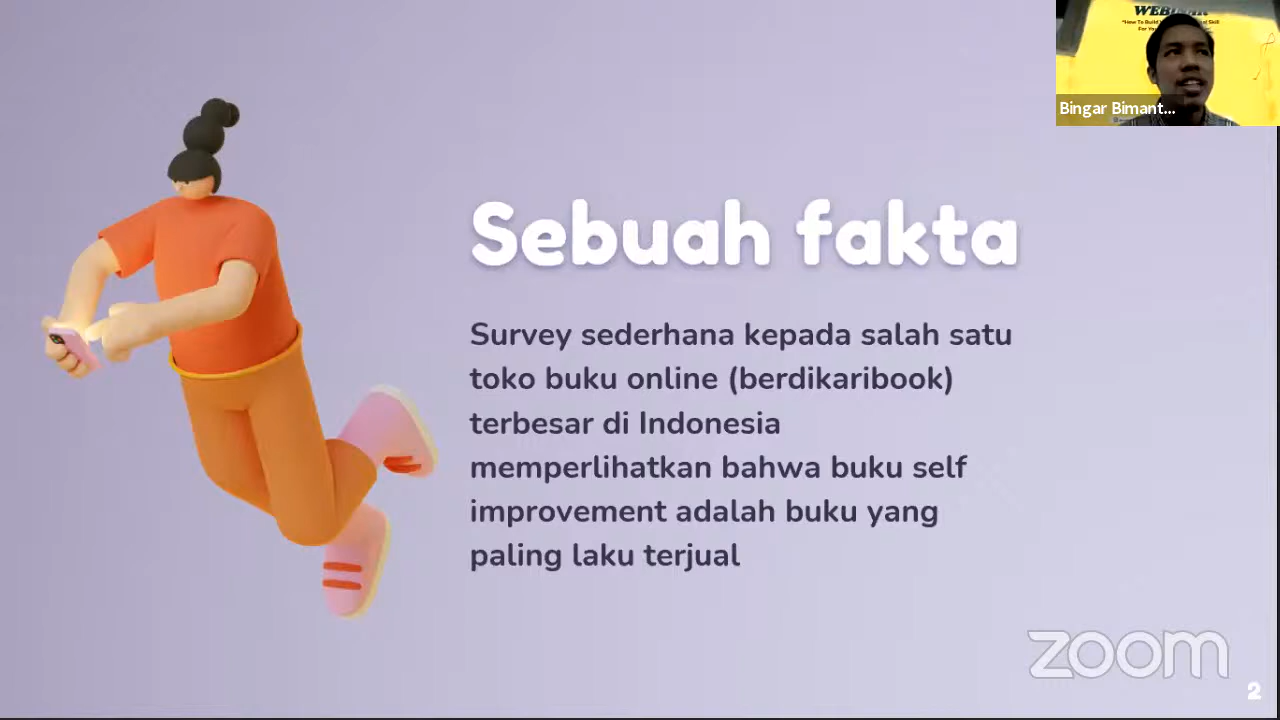 WEBINAR
Bingar Bimant...
Sebuah fakta
Survey sederhana kepada salah satu
toko buku online (berdikaribook)
terbesar di Indonesia
memperlihatkan bahwa buku self
improvement adalah buku yang
paling laku terjual
zoom
2